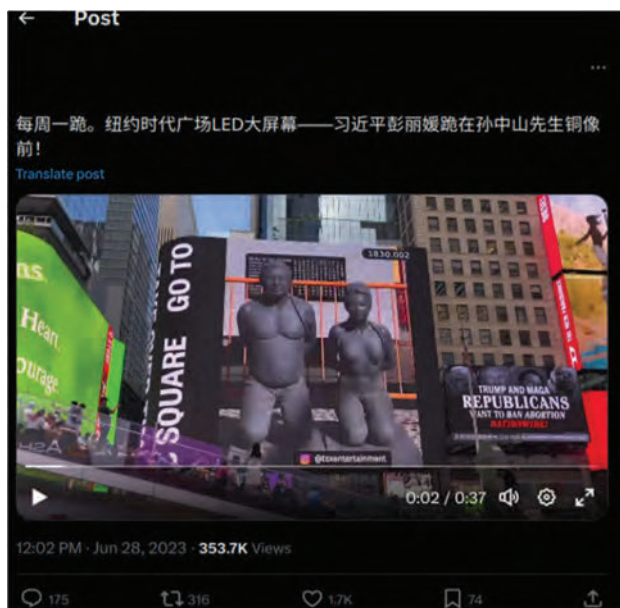 Post
每周一跪。纽约时代广场LED大屏幕——习近平彭丽媛跪在孙中山先生铜像
前！
Translate post
1830.002
GO TO
SQUARE
Heart.
ourage.
TRUMP AND MAGA
REPUBLICANS
WANT TO BAN ABORTION
NATIONWIDE!
@tsxentertainment
0:02 / 0:37
12:02 PM · Jun 28, 2023 · 353.7K Views
175
316
1.7K
74